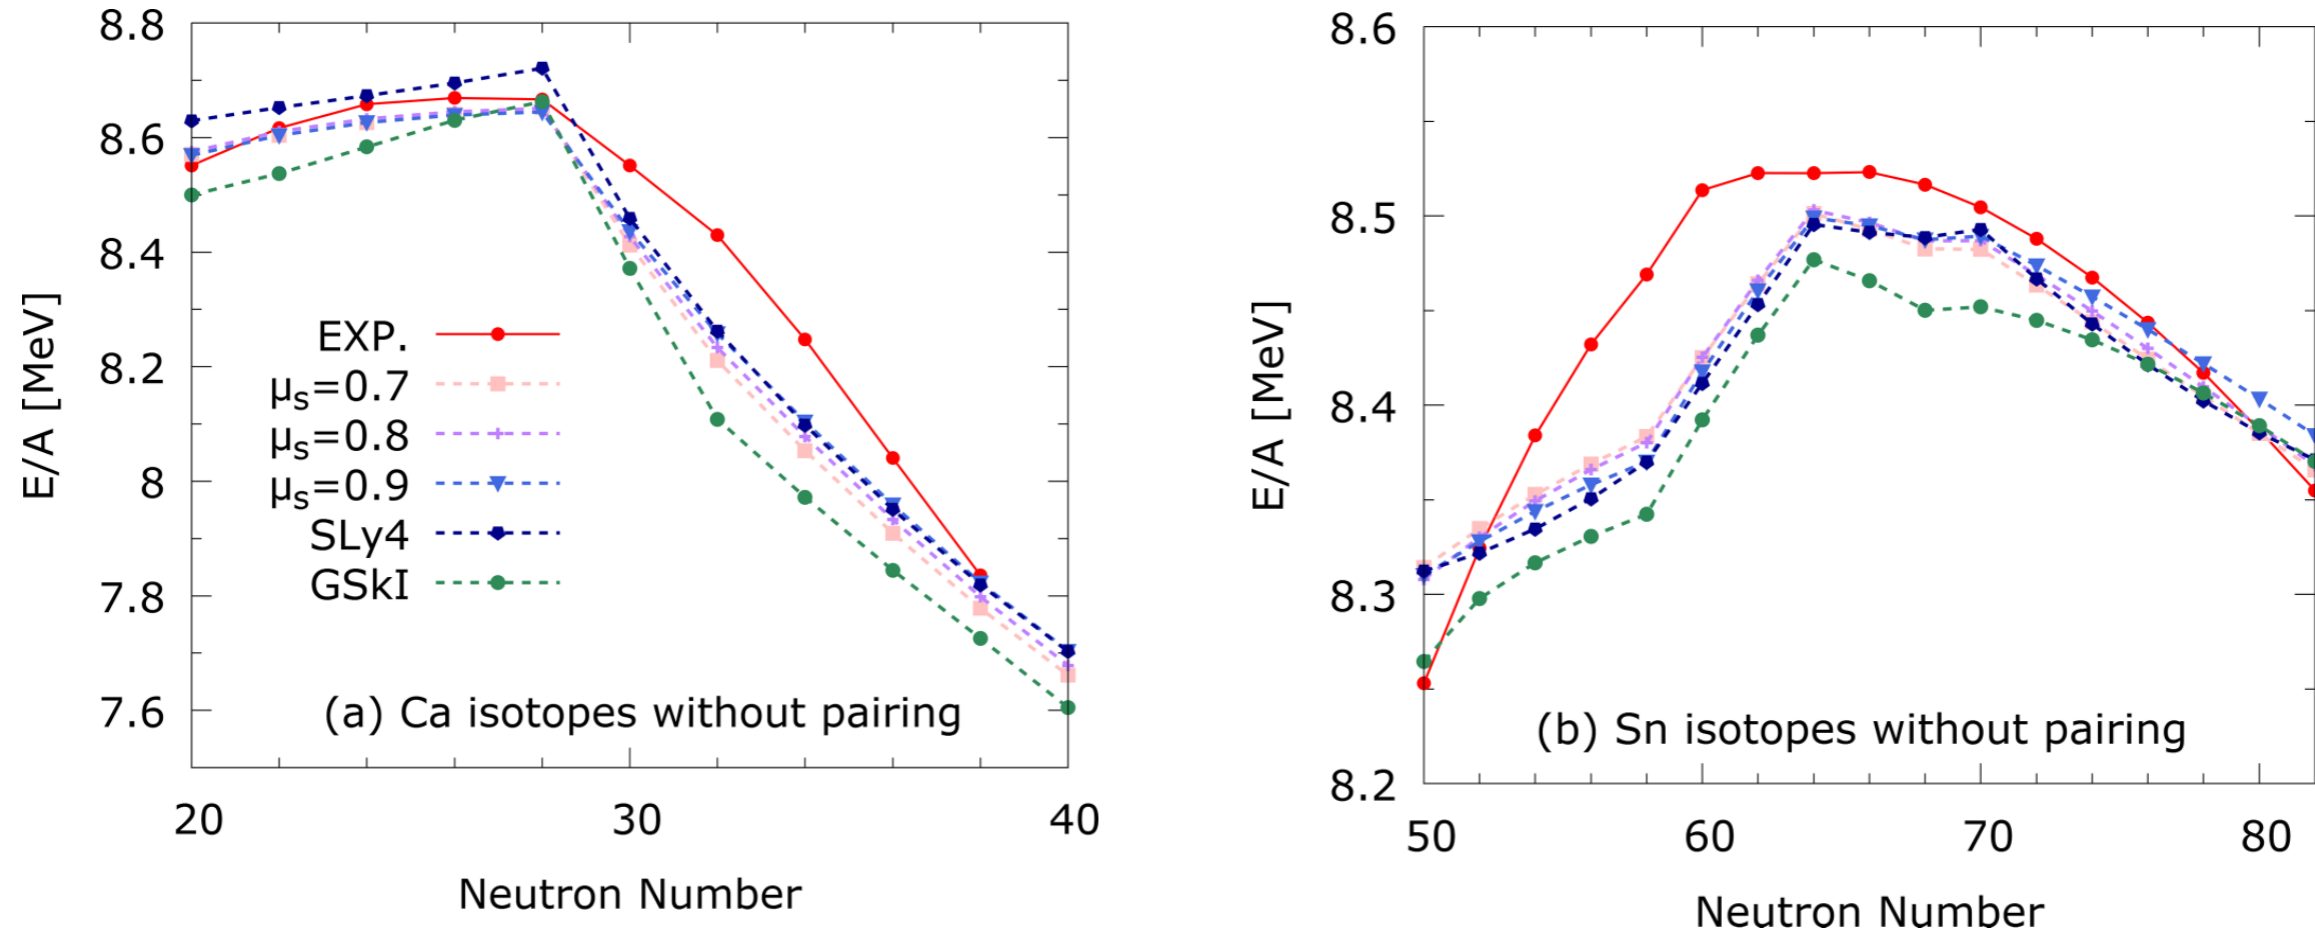 8.8
8.6
8.4
8.2
8
7.8
7.6
E/A [MeV]
EXP.
μs=0.7
μs=0.8
μs=0.9
SLy4
GSkI
(a) Ca isotopes without pairing
20 30 40
Neutron Number
8.6
8.5
8.4
8.3
8.2
E/A [MeV]
(b) Sn isotopes without pairing
50 60 70 80
Neutron Number